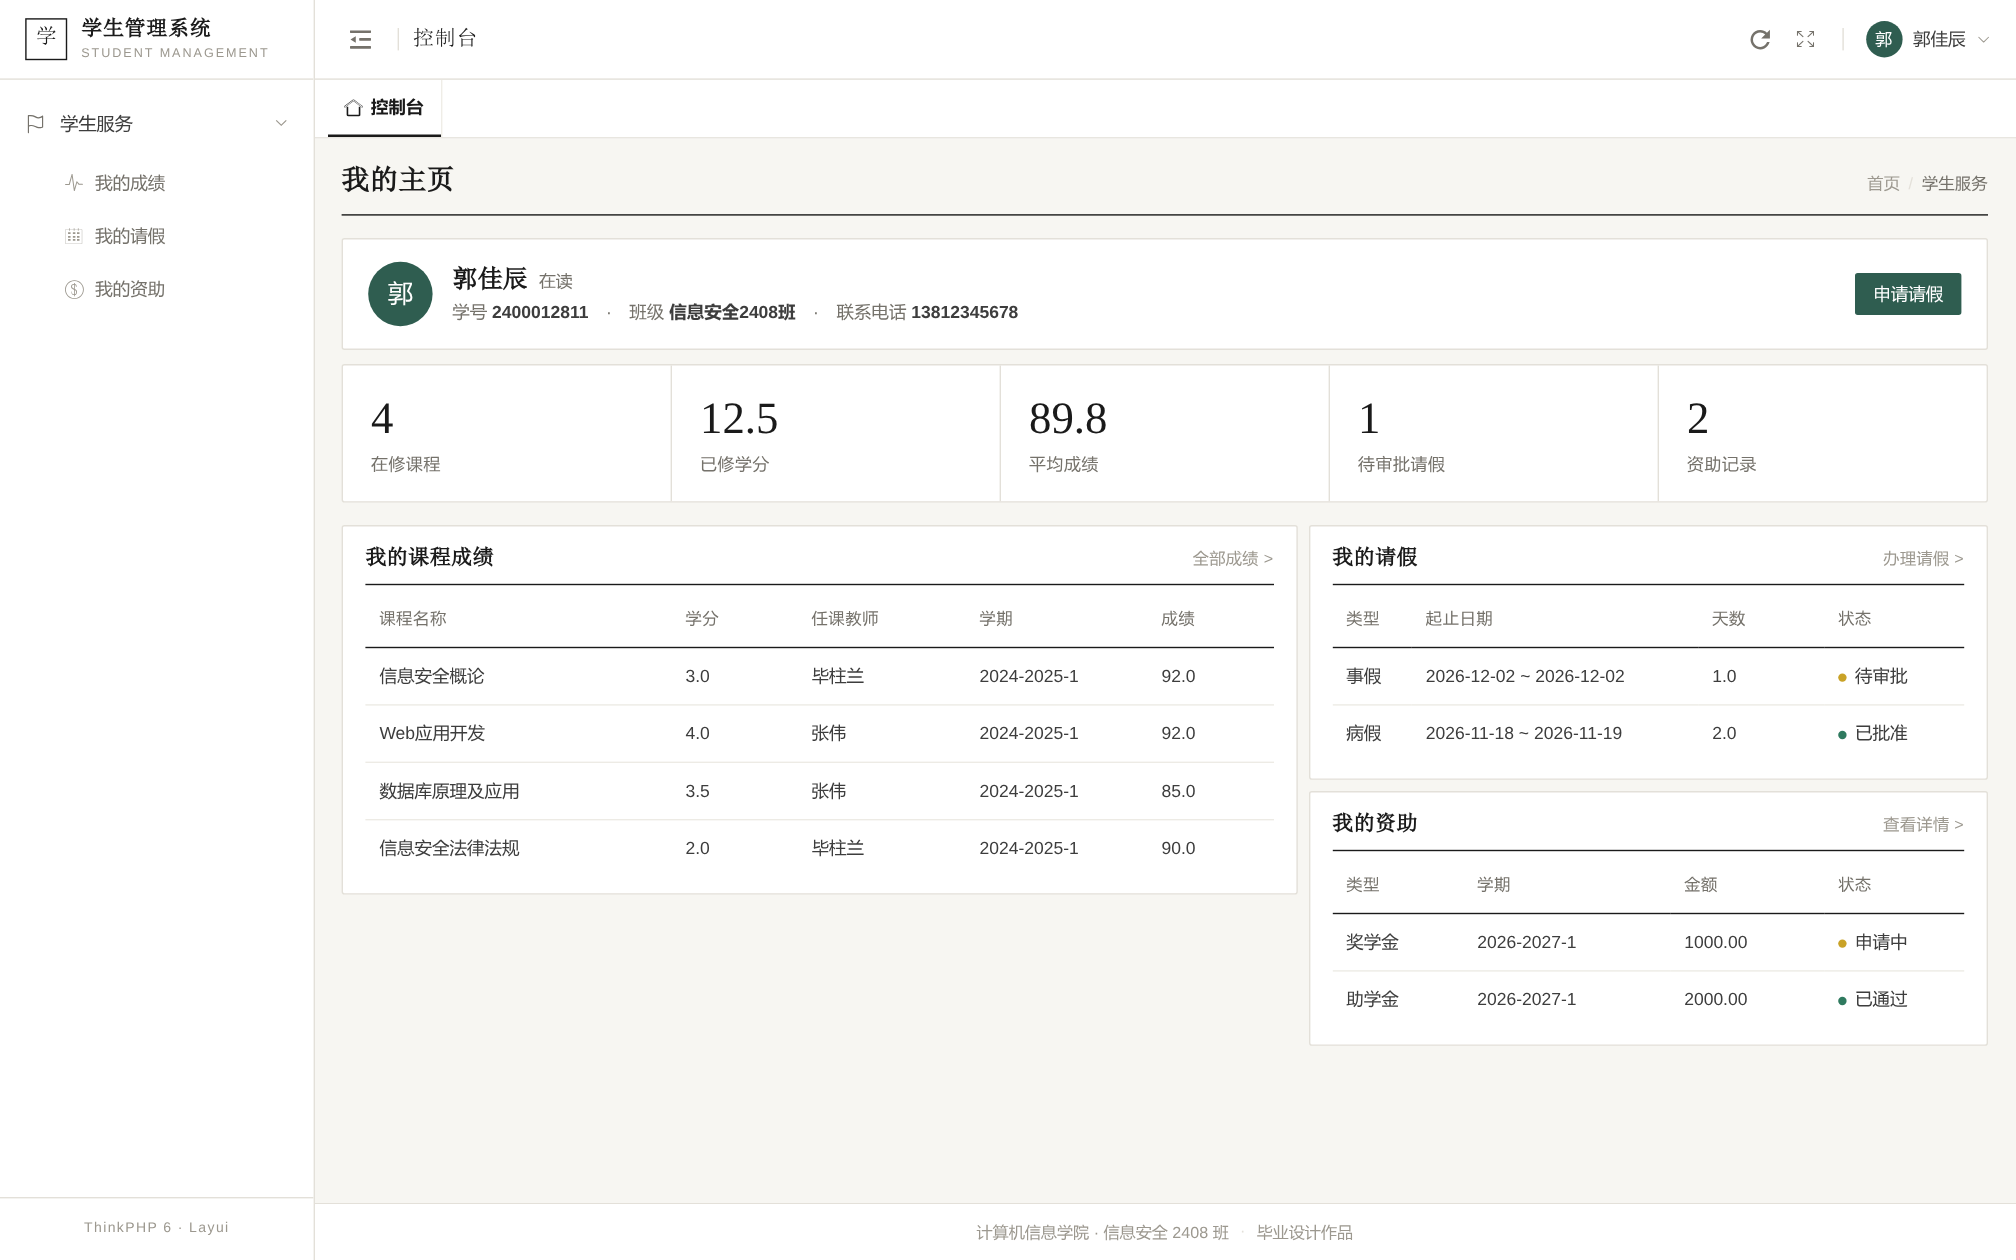 学 学生管理系统
STUDENT MANAGEMENT
控制台
郭 郭佳辰
学生服务
我的成绩
我的请假
我的资助
ThinkPHP 6 · Layui
控制台
我的主页
首页 / 学生服务
郭
郭佳辰 在读
学号 2400012811 · 班级 信息安全2408班 · 联系电话 13812345678
申请请假
4 12.5 89.8 1 2
在修课程 已修学分 平均成绩 待审批请假 资助记录
我的课程成绩 全部成绩 >
课程名称 学分 任课教师 学期 成绩
信息安全概论 3.0 毕柱兰 2024-2025-1 92.0
Web应用开发 4.0 张伟 2024-2025-1 92.0
数据库原理及应用 3.5 张伟 2024-2025-1 85.0
信息安全法律法规 2.0 毕柱兰 2024-2025-1 90.0
我的请假 办理请假 >
类型 起止日期 天数 状态
事假 2026-12-02 ~ 2026-12-02 1.0 待审批
病假 2026-11-18 ~ 2026-11-19 2.0 已批准
我的资助 查看详情 >
类型 学期 金额 状态
奖学金 2026-2027-1 1000.00 申请中
助学金 2026-2027-1 2000.00 已通过
计算机信息学院 · 信息安全 2408 班 · 毕业设计作品